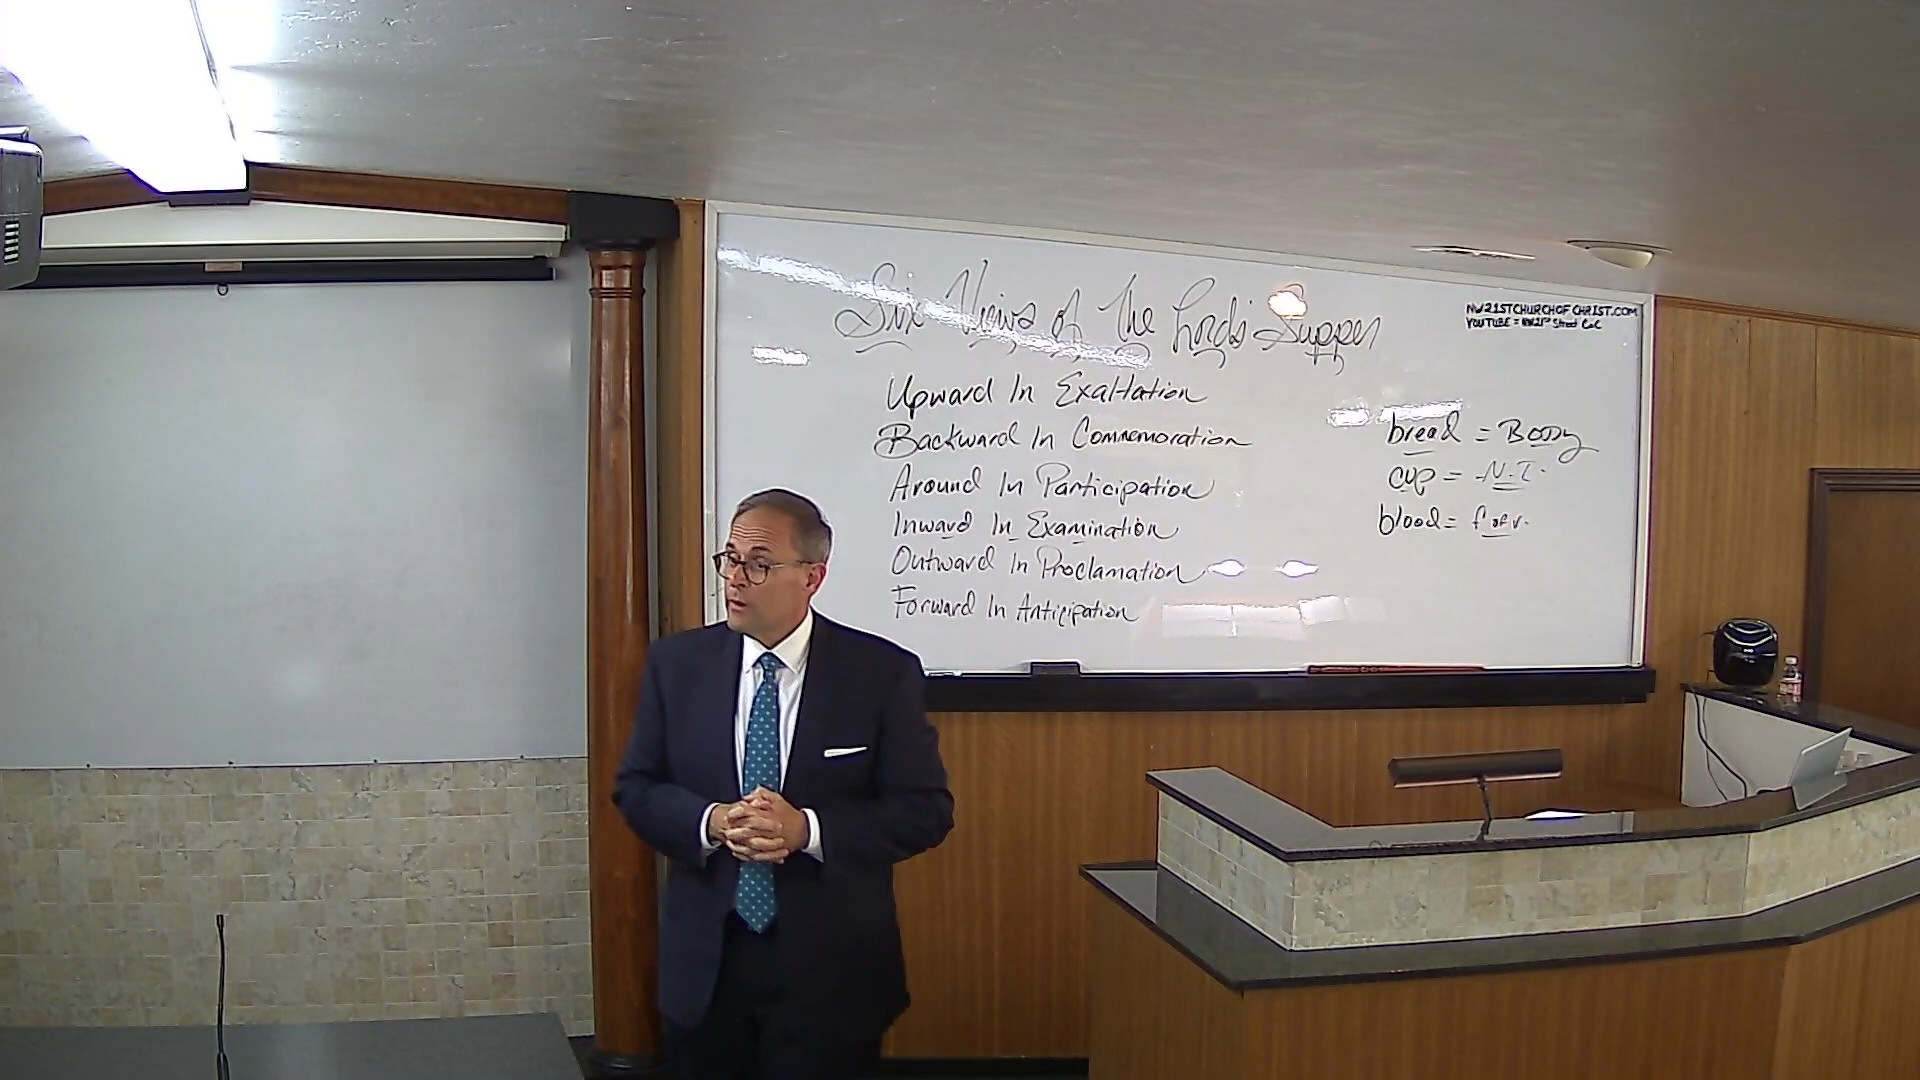 Six Views of the Lord's Supper
NW21STCHURCHOFCHRIST.COM
YOUTUBE = NW21st Street CoC
Upward In Exaltation
Backward In Commemoration
Around In Participation
Inward In Examination
Outward In Proclamation
Forward In Anticipation
bread = Body
cup = N.T.
blood = f of v.